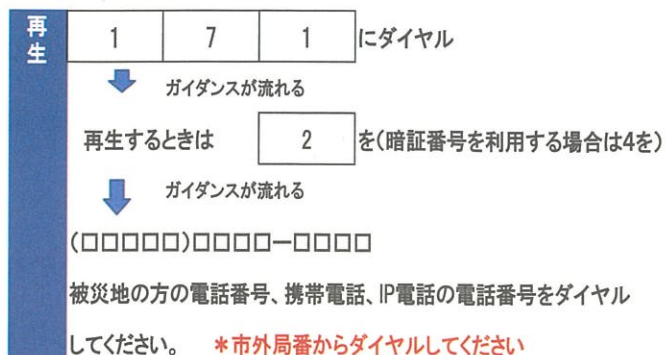 再生
1 7 1 にダイヤル
ガイダンスが流れる
再生するときは 2 を(暗証番号を利用する場合は4を)
ガイダンスが流れる
(□□□□□)□□□□ー□□□□
被災地の方の電話番号、携帯電話、IP電話の電話番号をダイヤル
してください。 *市外局番からダイヤルしてください